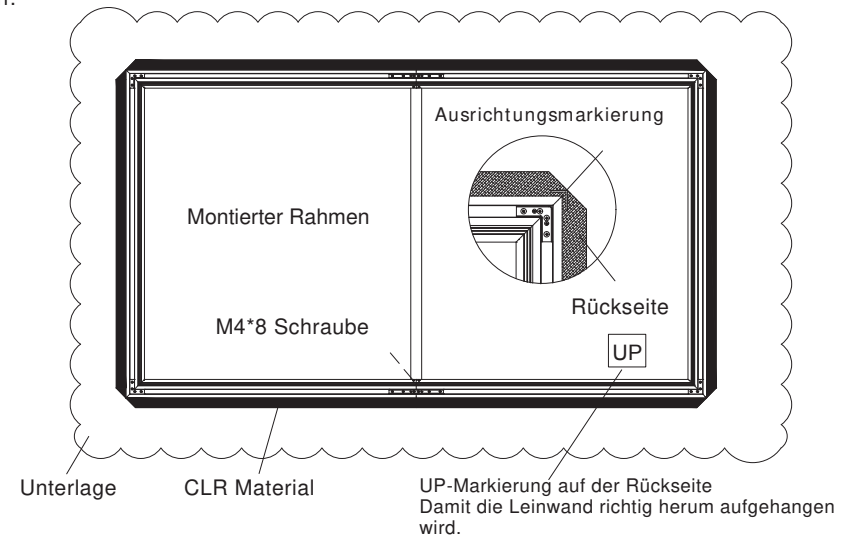 Ausrichtungsmarkierung
Montierter Rahmen
Rückseite
M4*8 Schraube
UP
Unterlage
CLR Material
UP-Markierung auf der Rückseite
Damit die Leinwand richtig herum aufgehangen
wird.